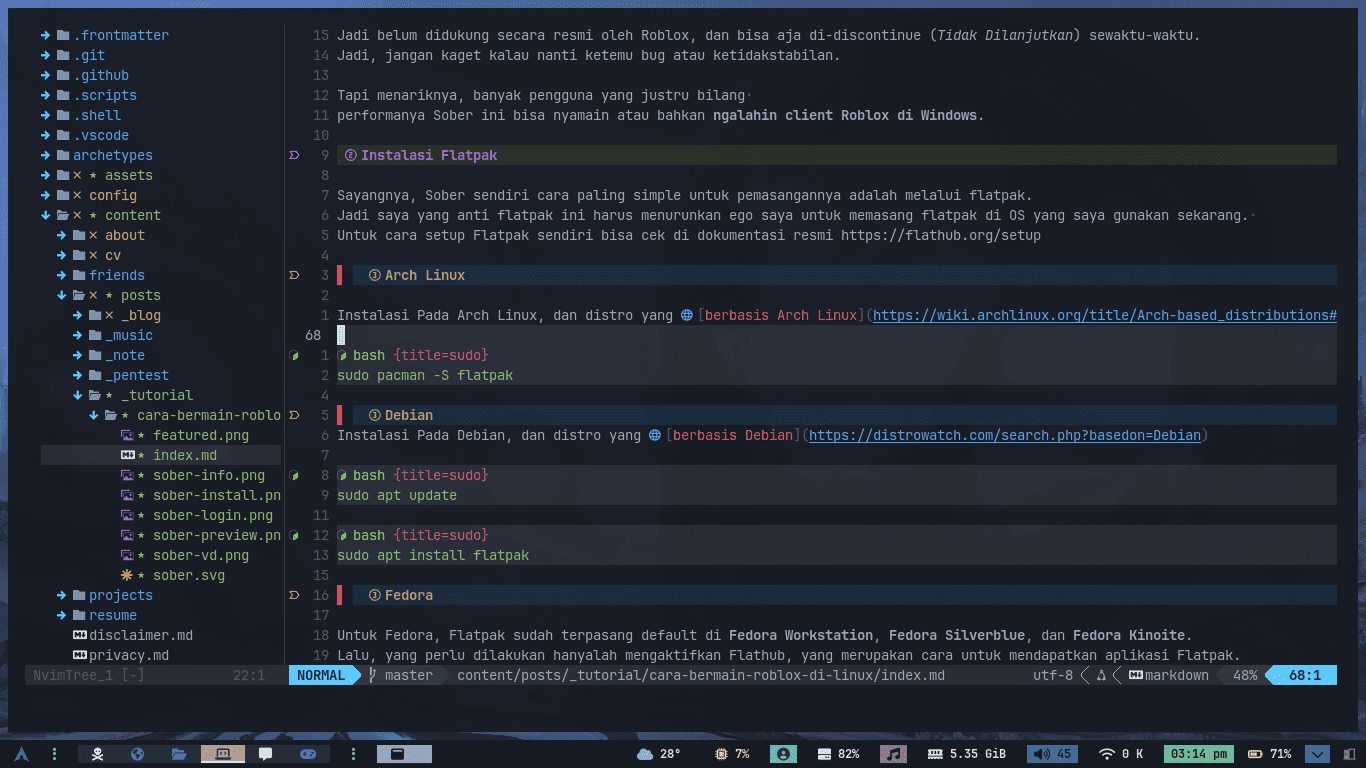 .frontmatter
.git
.github
.scripts
.shell
.vscode
archetypes
assets
config
content
about
cv
friends
posts
_blog
_music
_note
_pentest
_tutorial
cara-bermain-roblo
featured.png
index.md
sober-info.png
sober-install.pn
sober-login.png
sober-preview.pn
sober-vd.png
sober.svg
projects
resume
disclaimer.md
privacy.md
NvimTree_1 [-] 22:1
15 Jadi belum didukung secara resmi oleh Roblox, dan bisa aja di-discontinue (Tidak Dilanjutkan) sewaktu-waktu.
14 Jadi, jangan kaget kalau nanti ketemu bug atau ketidakstabilan.
13
12 Tapi menariknya, banyak pengguna yang justru bilang
11 performanya Sober ini bisa nyamain atau bahkan ngalahin client Roblox di Windows.
10
9 ② Instalasi Flatpak
8
7 Sayangnya, Sober sendiri cara paling simple untuk pemasangannya adalah melalui flatpak.
6 Jadi saya yang anti flatpak ini harus menurunkan ego saya untuk memasang flatpak di OS yang saya gunakan sekarang.
5 Untuk cara setup Flatpak sendiri bisa cek di dokumentasi resmi https://flathub.org/setup
4
3 ③ Arch Linux
2
1 Instalasi Pada Arch Linux, dan distro yang [berbasis Arch Linux](https://wiki.archlinux.org/title/Arch-based_distributions#
68
1 bash {title=sudo}
2 sudo pacman -S flatpak
4
5 ③ Debian
6 Instalasi Pada Debian, dan distro yang [berbasis Debian](https://distrowatch.com/search.php?basedon=Debian)
7
8 bash {title=sudo}
9 sudo apt update
11
12 bash {title=sudo}
13 sudo apt install flatpak
15
16 ③ Fedora
17
18 Untuk Fedora, Flatpak sudah terpasang default di Fedora Workstation, Fedora Silverblue, dan Fedora Kinoite.
19 Lalu, yang perlu dilakukan hanyalah mengaktifkan Flathub, yang merupakan cara untuk mendapatkan aplikasi Flatpak.
NORMAL master content/posts/_tutorial/cara-bermain-roblox-di-linux/index.md utf-8 markdown 48% 68:1
28° 7% 82% 5.35 GiB 45 0 K 03:14 pm 71%